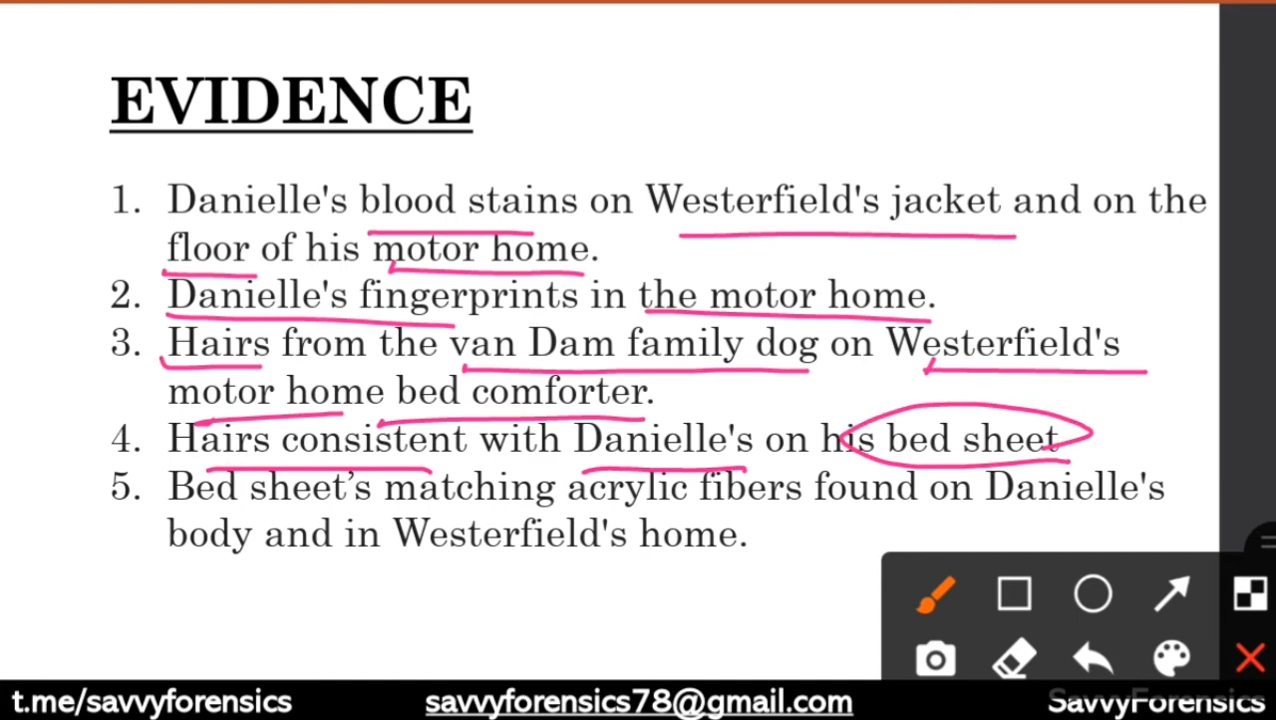 EVIDENCE
1. Danielle's blood stains on Westerfield's jacket and on the
floor of his motor home.
2. Danielle's fingerprints in the motor home.
3. Hairs from the van Dam family dog on Westerfield's
motor home bed comforter.
4. Hairs consistent with Danielle's on his bed sheet
5. Bed sheet’s matching acrylic fibers found on Danielle's
body and in Westerfield's home.
t.me/savvyforensics savvyforensics78@gmail.com SavvyForensics